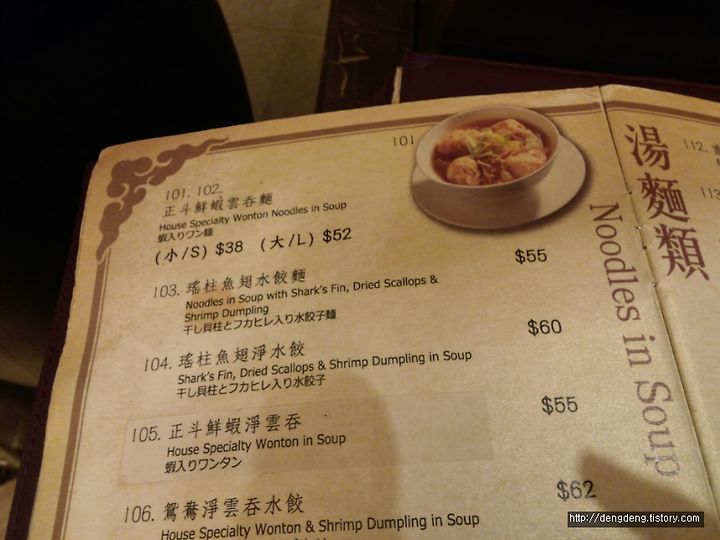 101
101. 102.
正斗鮮蝦雲吞麵
House Specialty Wonton Noodles in Soup
蝦入りワンタン麺
(小/S) $38 (大/L) $52
103. 瑤柱魚翅水餃麵 $55
Noodles in Soup with Shark's Fin, Dried Scallops &
Shrimp Dumpling
干し貝柱とフカヒレ入り水餃子麺
104. 瑤柱魚翅淨水餃 $60
Shark's Fin, Dried Scallops & Shrimp Dumpling in Soup
干し貝柱とフカヒレ入り水餃子
105. 正斗鮮蝦淨雲吞 $55
House Specialty Wonton in Soup
蝦入りワンタン
106. 鴛鴦淨雲吞水餃 $62
House Specialty Wonton & Shrimp Dumpling in Soup
湯麵類
Noodles in Soup
112.
113
http://dengdeng.tistory.com